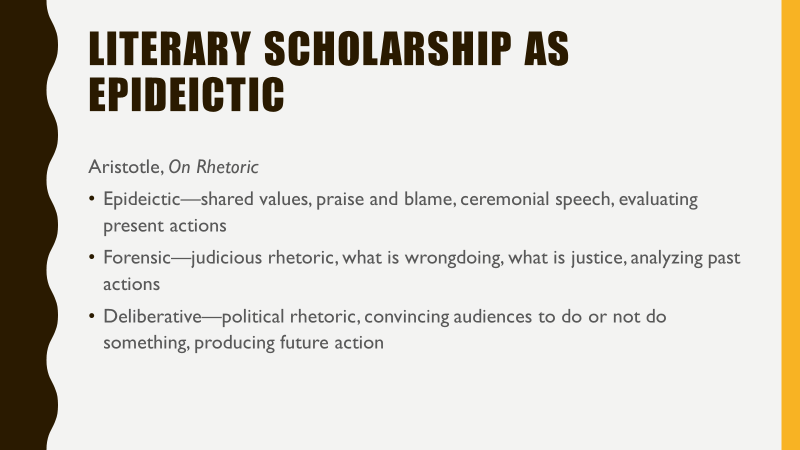 LITERARY SCHOLARSHIP AS
EPIDEICTIC
Aristotle, On Rhetoric
• Epideictic—shared values, praise and blame, ceremonial speech, evaluating
present actions
• Forensic—judicious rhetoric, what is wrongdoing, what is justice, analyzing past
actions
• Deliberative—political rhetoric, convincing audiences to do or not do
something, producing future action